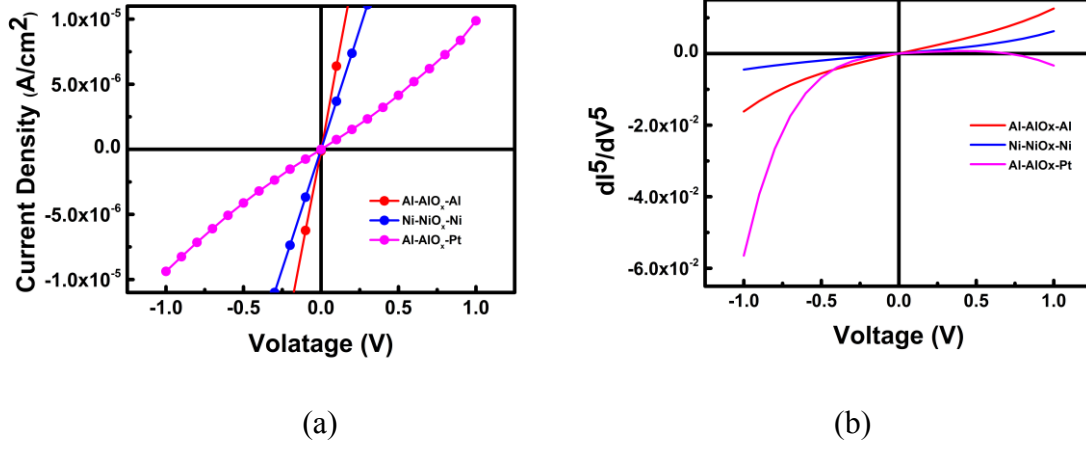 Current Density (A/cm²)
1.0x10⁻⁵
5.0x10⁻⁶
0.0
-5.0x10⁻⁶
-1.0x10⁻⁵
Al-AlOₓ-Al
Ni-NiOₓ-Ni
Al-AlOₓ-Pt
-1.0 -0.5 0.0 0.5 1.0
Volatage (V)
(a)
dI⁵/dV⁵
0.0
-2.0x10⁻²
-4.0x10⁻²
-6.0x10⁻²
Al-AlOx-Al
Ni-NiOx-Ni
Al-AlOx-Pt
-1.0 -0.5 0.0 0.5 1.0
Voltage (V)
(b)